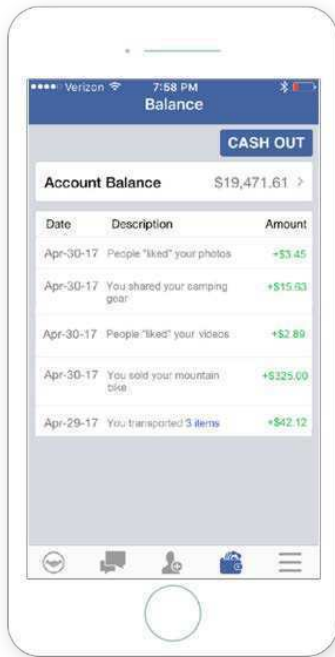 Verizon 7:58 PM
Balance
CASH OUT
Account Balance $19,471.61 >
Date Description Amount
Apr-30-17 People "liked" your photos +$3.45
Apr-30-17 You shared your camping +$15.63
gear
Apr-30-17 People "liked" your videos +$2.89
Apr-30-17 You sold your mountain +$325.00
bike
Apr-29-17 You transported 3 items +$42.12